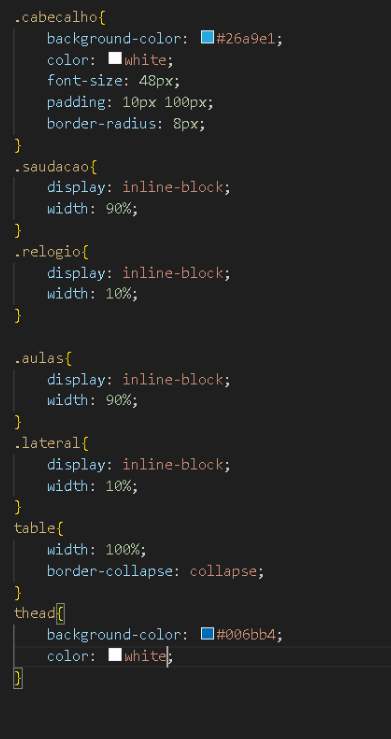 .cabecalho{
    background-color: #26a9e1;
    color: white;
    font-size: 48px;
    padding: 10px 100px;
    border-radius: 8px;
}
.saudacao{
    display: inline-block;
    width: 90%;
}
.relogio{
    display: inline-block;
    width: 10%;
}

.aulas{
    display: inline-block;
    width: 90%;
}
.lateral{
    display: inline-block;
    width: 10%;
}
table{
    width: 100%;
    border-collapse: collapse;
}
thead{
    background-color: #006bb4;
    color: white;
}